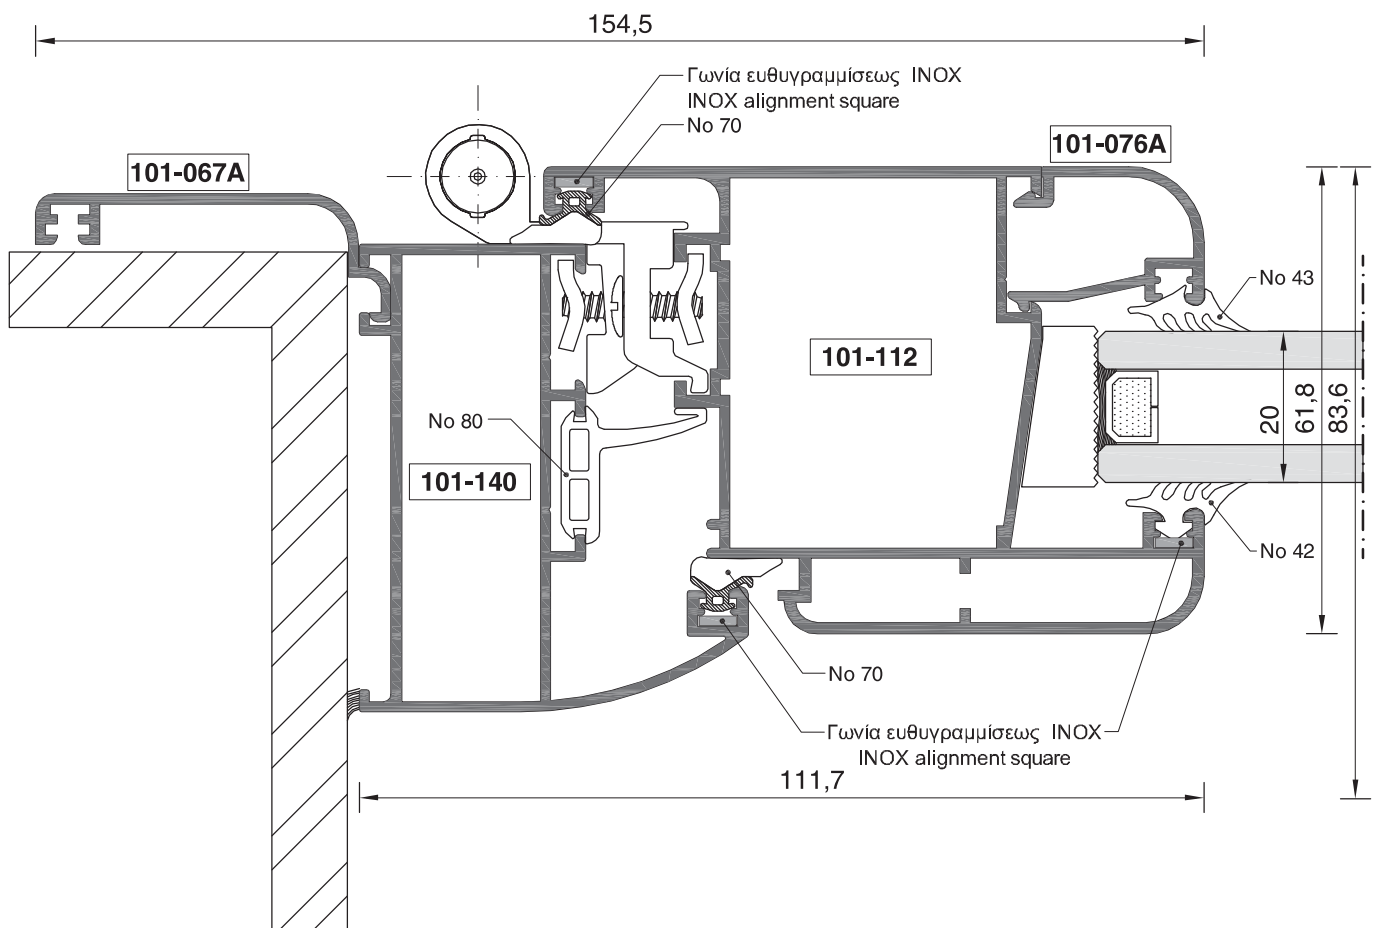 154,5
Γωνία ευθυγραμμίσεως INOX
INOX alignment square
No 70
101-067A
101-076A
No 43
101-112
20
61,8
83,6
No 80
101-140
No 42
No 70
Γωνία ευθυγραμμίσεως INOX
INOX alignment square
111,7